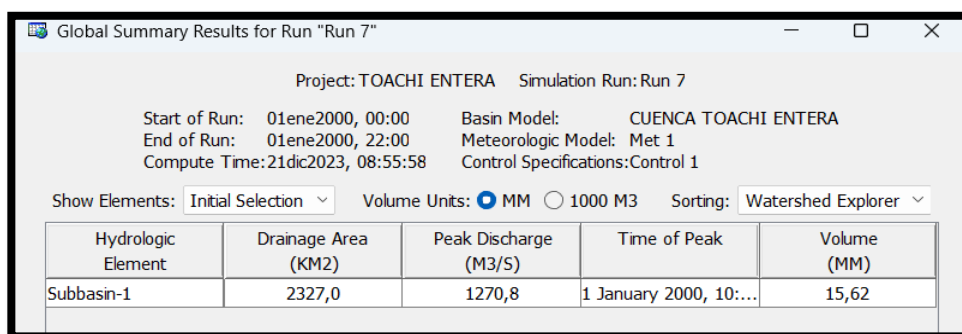 Global Summary Results for Run "Run 7"
Project: TOACHI ENTERA Simulation Run: Run 7
Start of Run: 01ene2000, 00:00 Basin Model: CUENCA TOACHI ENTERA
End of Run: 01ene2000, 22:00 Meteorologic Model: Met 1
Compute Time:21dic2023, 08:55:58 Control Specifications:Control 1
Show Elements: Initial Selection Volume Units: MM 1000 M3 Sorting: Watershed Explorer
Hydrologic Element Drainage Area (KM2) Peak Discharge (M3/S) Time of Peak Volume (MM)
Subbasin-1 2327,0 1270,8 1 January 2000, 10:... 15,62